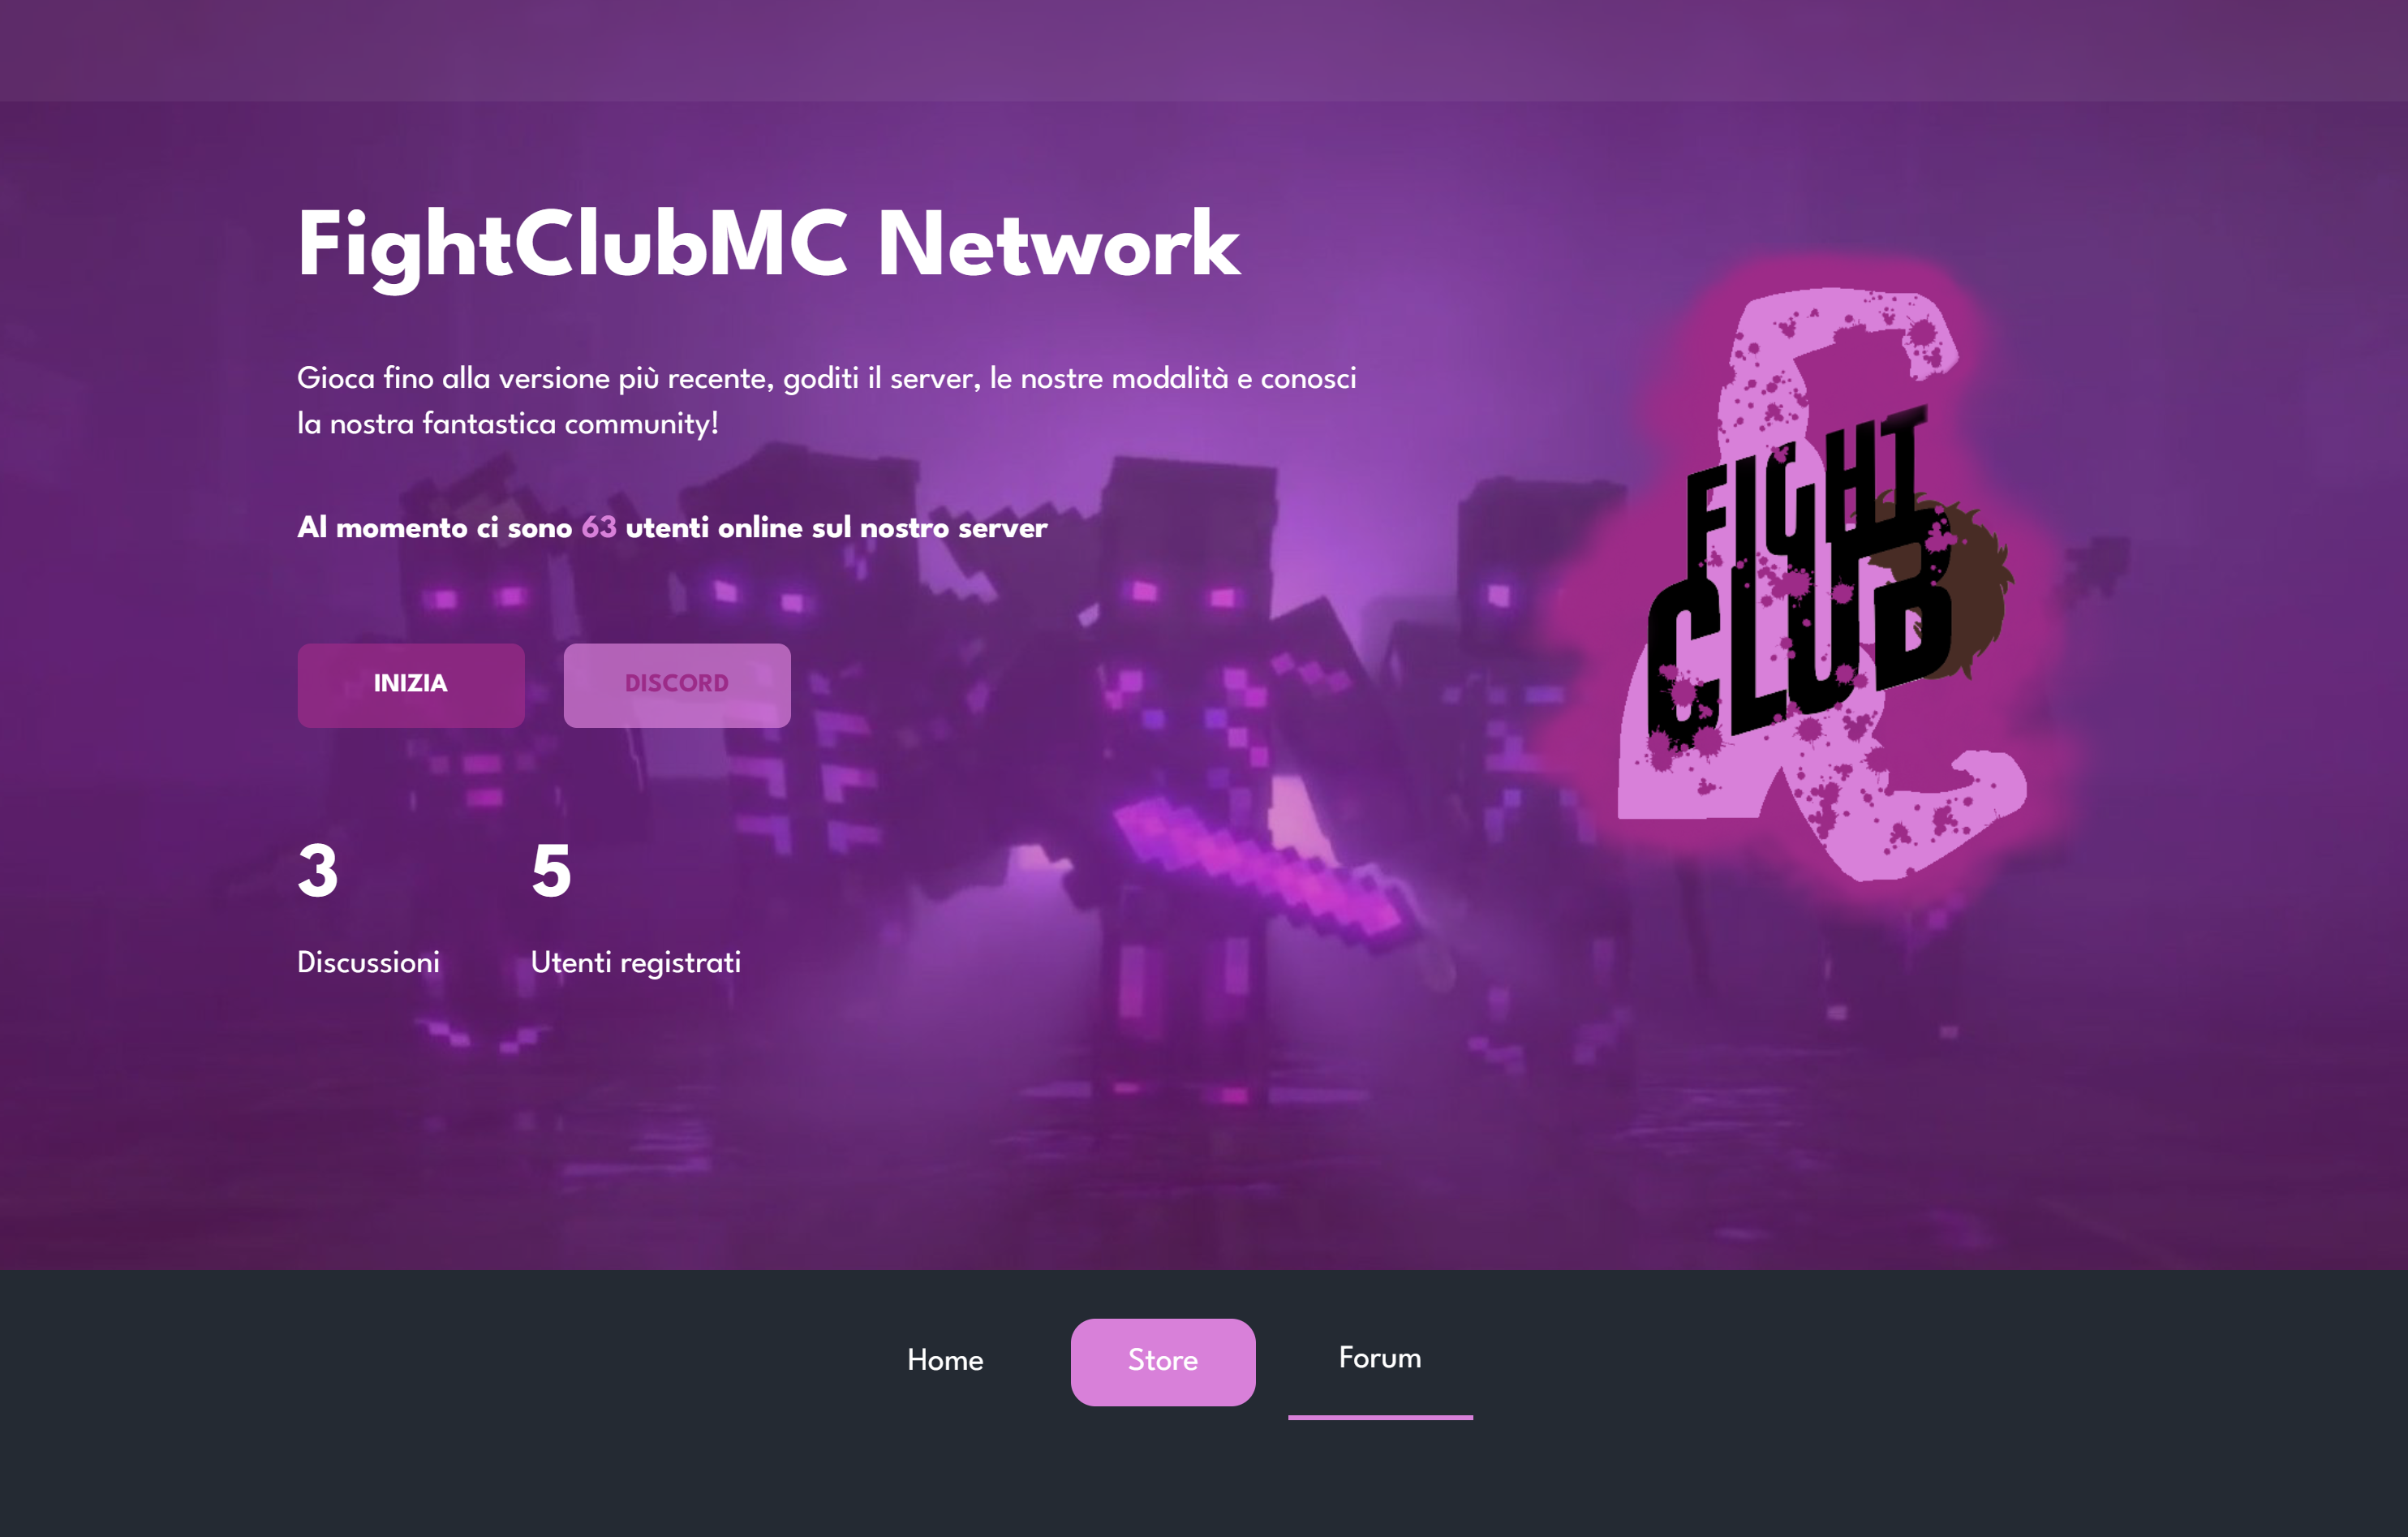 FightClubMC Network
Gioca fino alla versione più recente, goditi il server, le nostre modalità e conosci
la nostra fantastica community!
Al momento ci sono 63 utenti online sul nostro server
INIZIA
DISCORD
3
5
Discussioni
Utenti registrati
FIGHT
CLUB
Home
Store
Forum